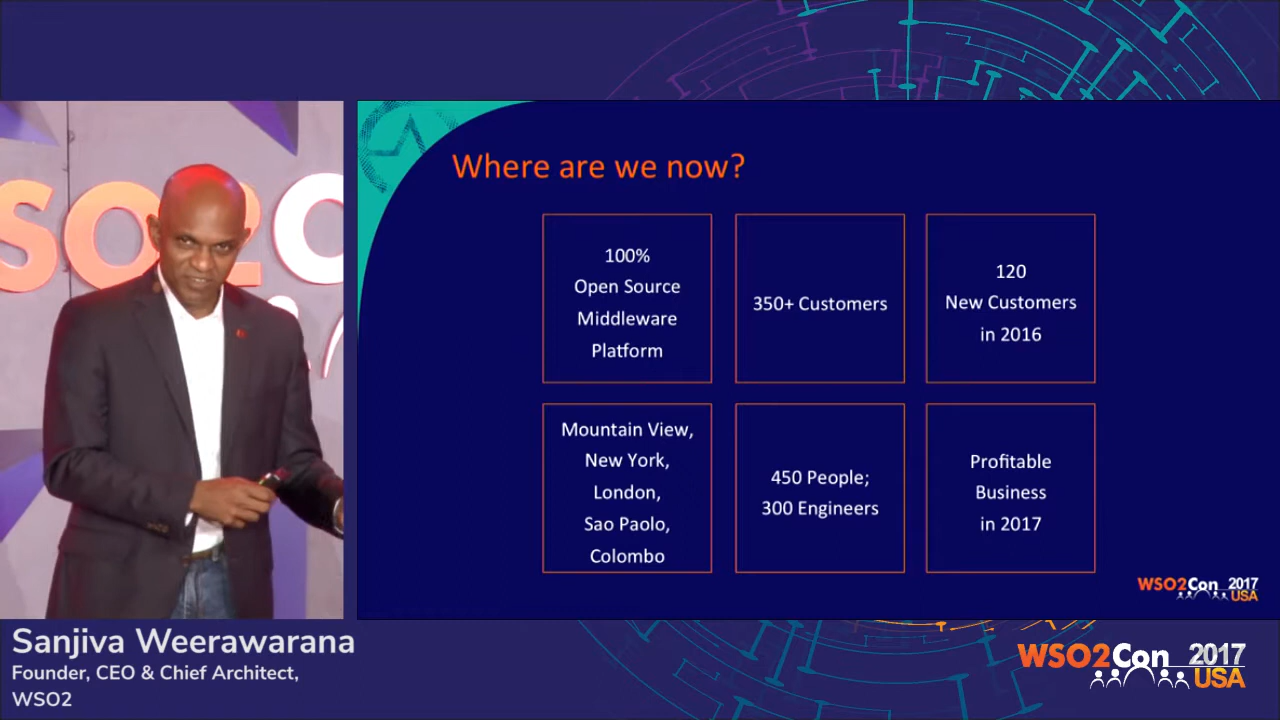 SO2
CO
Where are we now?
100%
Open Source
Middleware
Platform
350+ Customers
120
New Customers
in 2016
Mountain View,
New York,
London,
Sao Paolo,
Colombo
450 People;
300 Engineers
Profitable
Business
in 2017
WSO2Con 2017
USA
Sanjiva Weerawarana
Founder, CEO & Chief Architect,
WSO2
WSO2Con 2017
USA